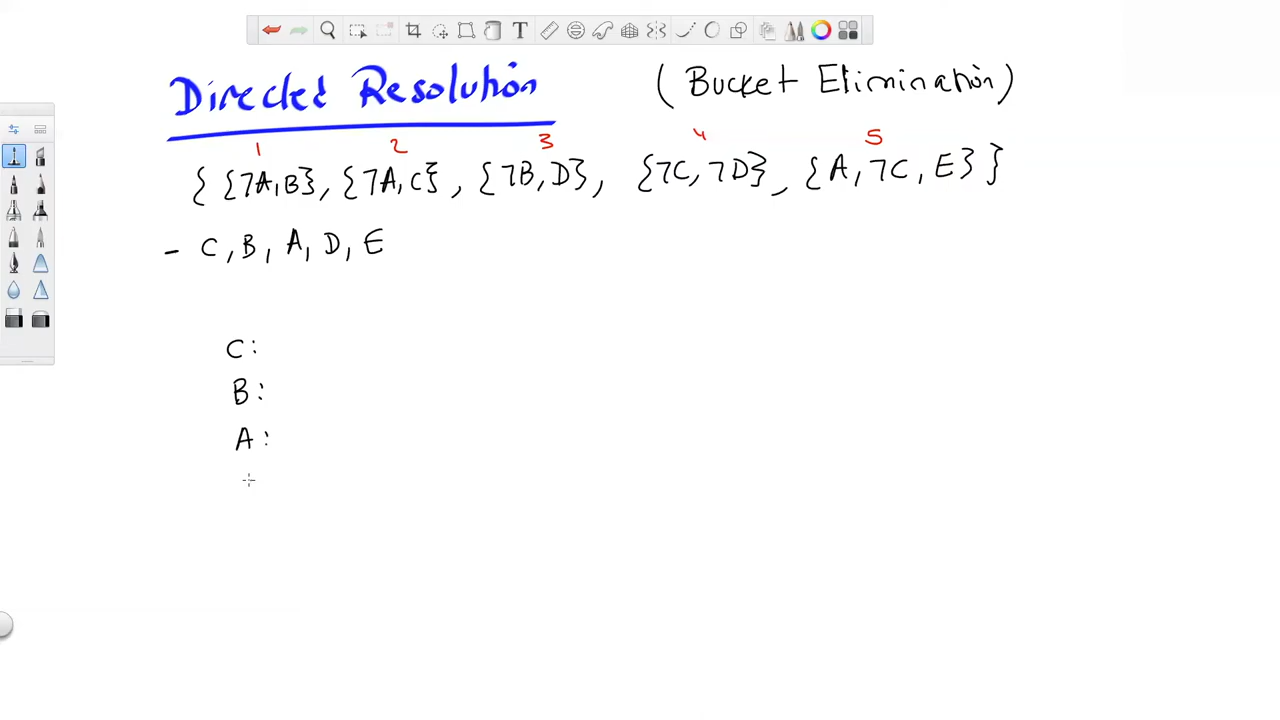 Directed Resolution (Bucket Elimination)
1 2 3 4 5
{ {¬A,B}, {¬A,C}, {¬B,D}, {¬C,¬D}, {A,¬C,E} }
- C, B, A, D, E
C:
B:
A: